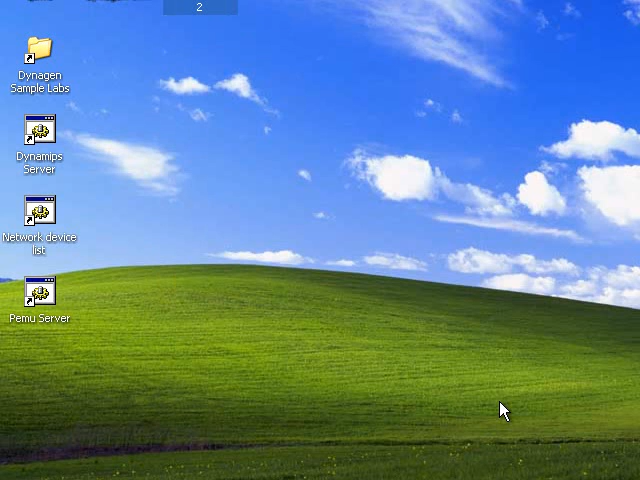 2
Dynagen
Sample Labs
Dynamips
Server
Network device
list
Pemu Server